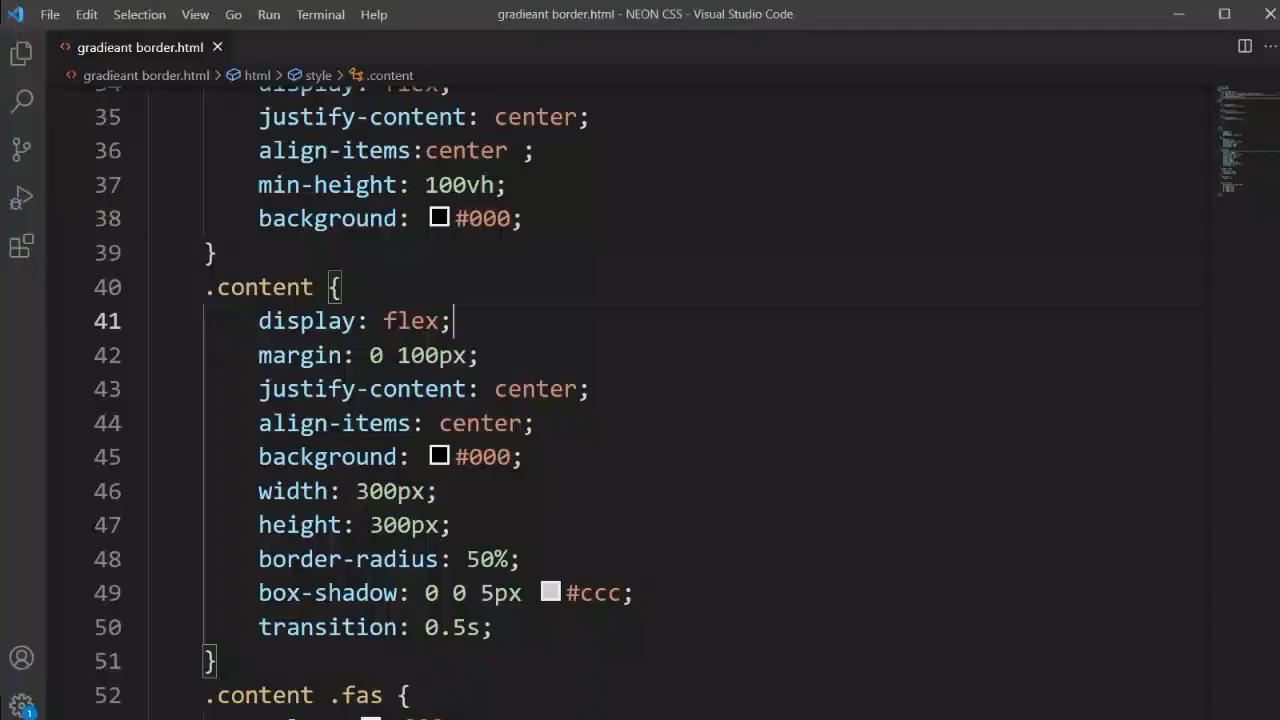 File Edit Selection View Go Run Terminal Help gradieant border.html - NEON CSS - Visual Studio Code
gradieant border.html
gradieant border.html > html > style > .content
34 display: flex;
35 justify-content: center;
36 align-items:center ;
37 min-height: 100vh;
38 background: #000;
39 }
40 .content {
41 display: flex;
42 margin: 0 100px;
43 justify-content: center;
44 align-items: center;
45 background: #000;
46 width: 300px;
47 height: 300px;
48 border-radius: 50%;
49 box-shadow: 0 0 5px #ccc;
50 transition: 0.5s;
51 }
52 .content .fas {
1